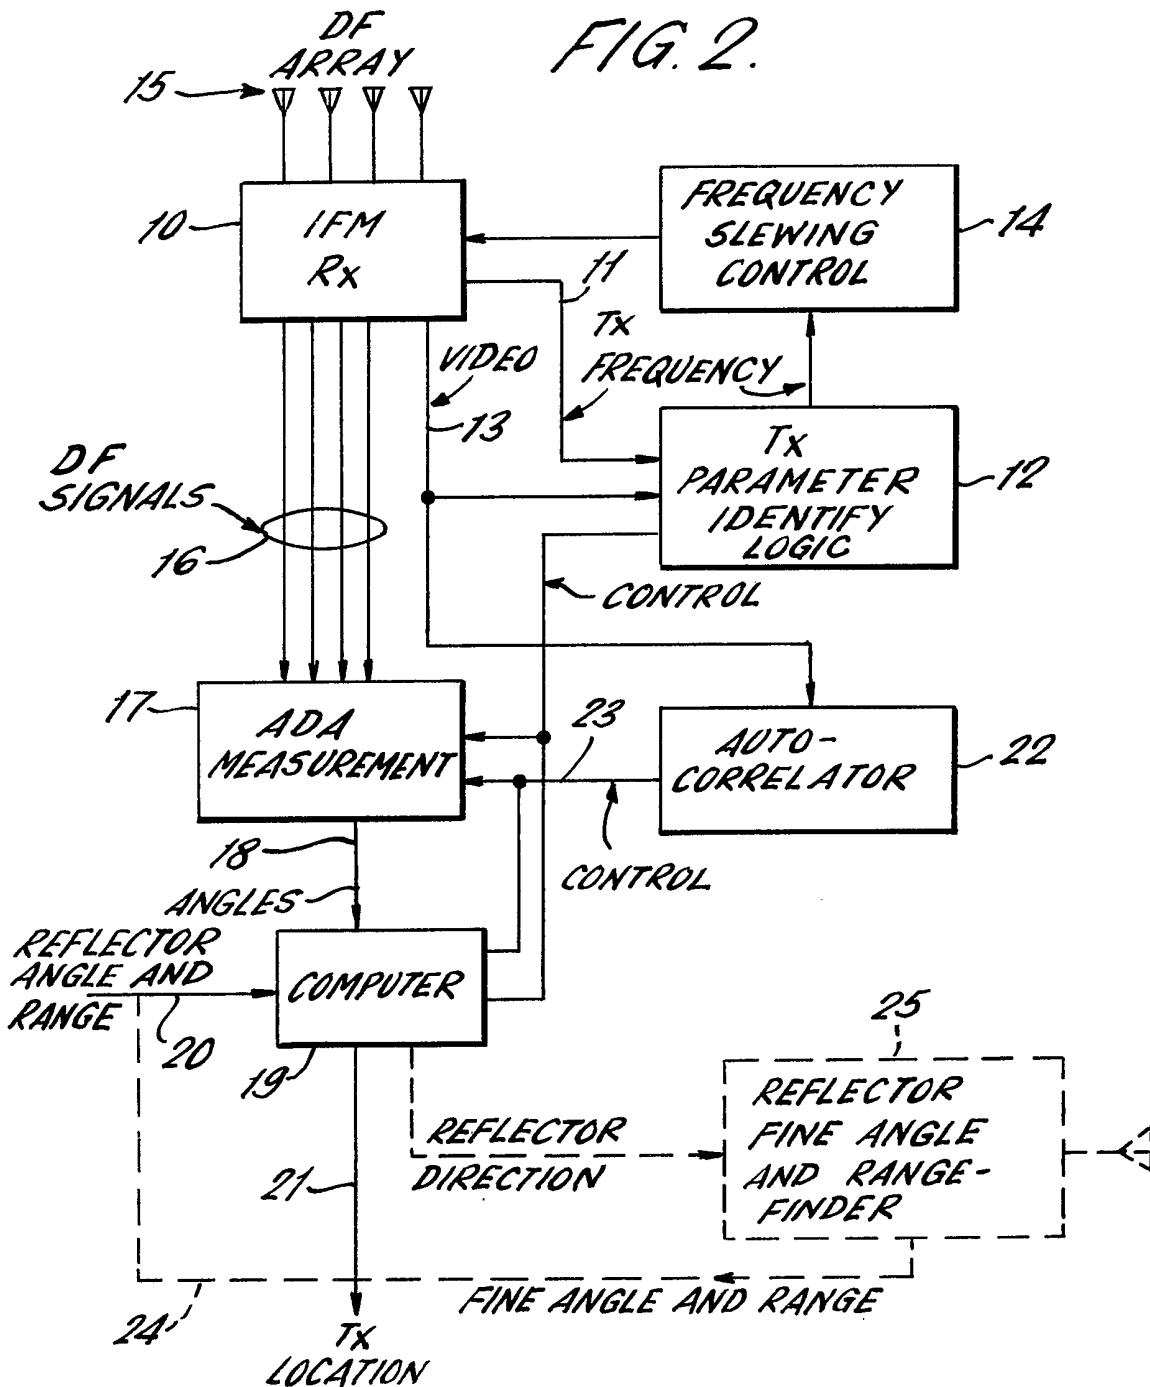 DF
ARRAY
FIG. 2.
15
10
IFM
Rx
FREQUENCY
SLEWING
CONTROL
14
11
Tx
FREQUENCY
VIDEO
13
DF
SIGNALS
16
Tx
PARAMETER
IDENTIFY
LOGIC
12
CONTROL
17
ADA
MEASUREMENT
23
AUTO-
CORRELATOR
22
18
ANGLES
CONTROL
REFLECTOR
ANGLE AND
RANGE
20
COMPUTER
19
25
REFLECTOR
FINE ANGLE
AND RANGE-
FINDER
REFLECTOR
DIRECTION
21
24
FINE ANGLE AND RANGE
Tx
LOCATION